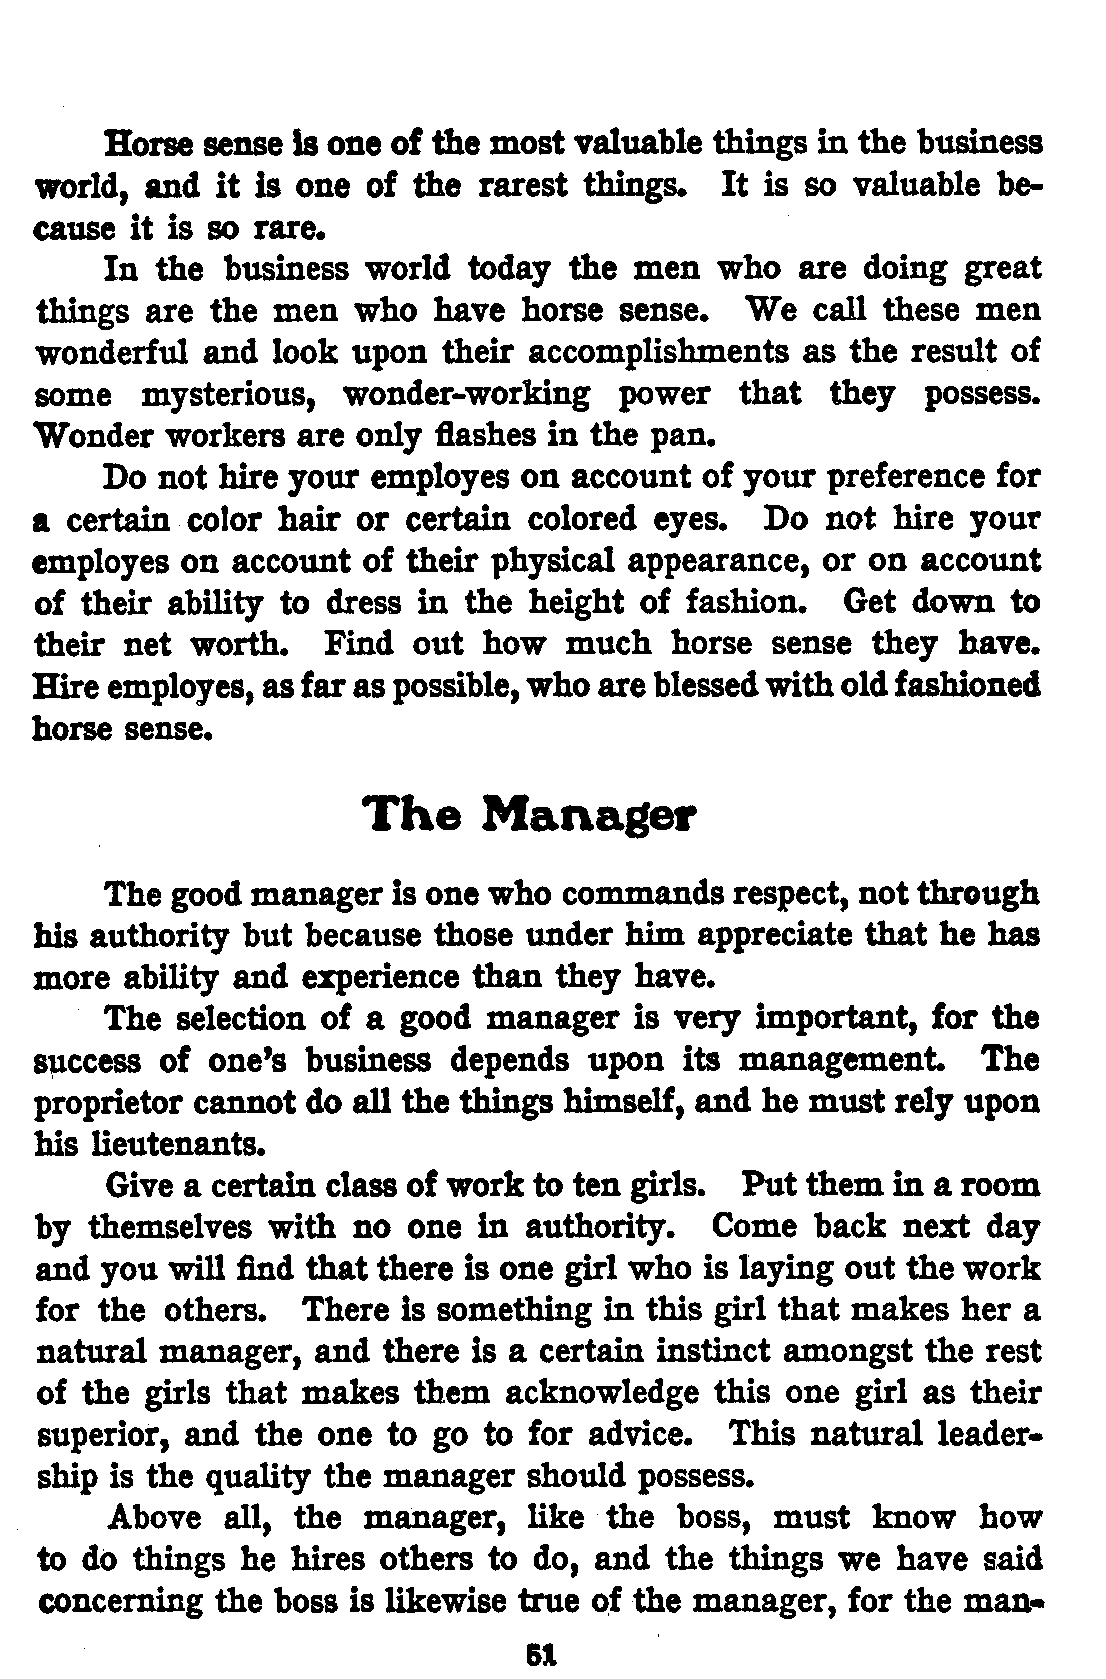 Horse sense is one of the most valuable things in the business
world, and it is one of the rarest things. It is so valuable be-
cause it is so rare.
In the business world today the men who are doing great
things are the men who have horse sense. We call these men
wonderful and look upon their accomplishments as the result of
some mysterious, wonder-working power that they possess.
Wonder workers are only flashes in the pan.
Do not hire your employes on account of your preference for
a certain color hair or certain colored eyes. Do not hire your
employes on account of their physical appearance, or on account
of their ability to dress in the height of fashion. Get down to
their net worth. Find out how much horse sense they have.
Hire employes, as far as possible, who are blessed with old fashioned
horse sense.
The Manager
The good manager is one who commands respect, not through
his authority but because those under him appreciate that he has
more ability and experience than they have.
The selection of a good manager is very important, for the
success of one's business depends upon its management. The
proprietor cannot do all the things himself, and he must rely upon
his lieutenants.
Give a certain class of work to ten girls. Put them in a room
by themselves with no one in authority. Come back next day
and you will find that there is one girl who is laying out the work
for the others. There is something in this girl that makes her a
natural manager, and there is a certain instinct amongst the rest
of the girls that makes them acknowledge this one girl as their
superior, and the one to go to for advice. This natural leader-
ship is the quality the manager should possess.
Above all, the manager, like the boss, must know how
to do things he hires others to do, and the things we have said
concerning the boss is likewise true of the manager, for the man-
51